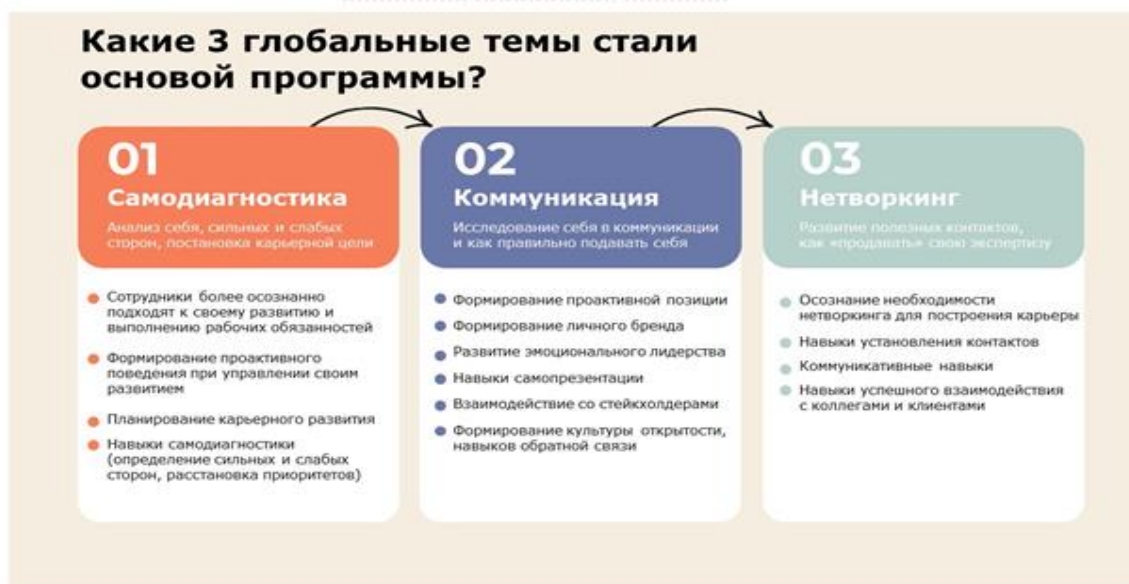 Какие 3 глобальные темы стали
основой программы?
01
Самодиагностика
Анализ себя, сильных и слабых
сторон, постановка карьерной цели
Сотрудники более осознанно
подходят к своему развитию и
выполнению рабочих обязанностей
Формирование проактивного
поведения при управлении своим
развитием
Планирование карьерного развития
Навыки самодиагностики
(определение сильных и слабых
сторон, расстановка приоритетов)
02
Коммуникация
Исследование себя в коммуникации
и как правильно подавать себя
Формирование проактивной позиции
Формирование личного бренда
Развитие эмоционального лидерства
Навыки самопрезентации
Взаимодействие со стейкхолдерами
Формирование культуры открытости,
навыков обратной связи
03
Нетворкинг
Развитие полезных контактов,
как «продавать» свою экспертизу
Осознание необходимости
нетворкинга для построения карьеры
Навыки установления контактов
Коммуникативные навыки
Навыки успешного взаимодействия
с коллегами и клиентами